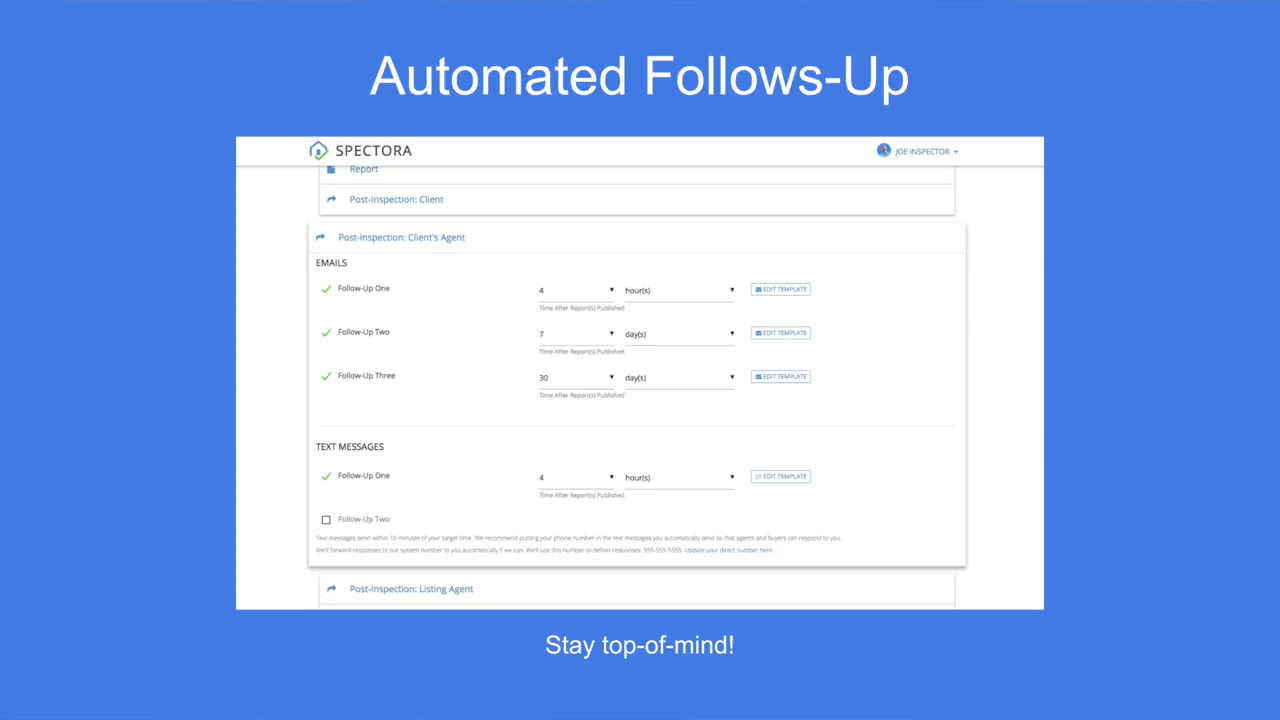 Automated Follows-Up
SPECTORA
JOE INSPECTOR
Report
Post-Inspection: Client
Post-Inspection: Client's Agent
EMAILS
Follow-Up One
4
hour(s)
EDIT TEMPLATE
Time After Report(s) Published
Follow-Up Two
7
day(s)
EDIT TEMPLATE
Time After Report(s) Published
Follow-Up Three
30
day(s)
EDIT TEMPLATE
Time After Report(s) Published
TEXT MESSAGES
Follow-Up One
4
hour(s)
EDIT TEMPLATE
Time After Report(s) Published
Follow-Up Two
Text messages send within 10 minutes of your target time. We recommend putting your phone number in the text messages you automatically send so that agents and buyers can respond to you.
We'll forward responses to our system number to you automatically if we can. We'll use this number to deliver responses: 555-555-5555. Update your direct number here.
Post-Inspection: Listing Agent
Stay top-of-mind!